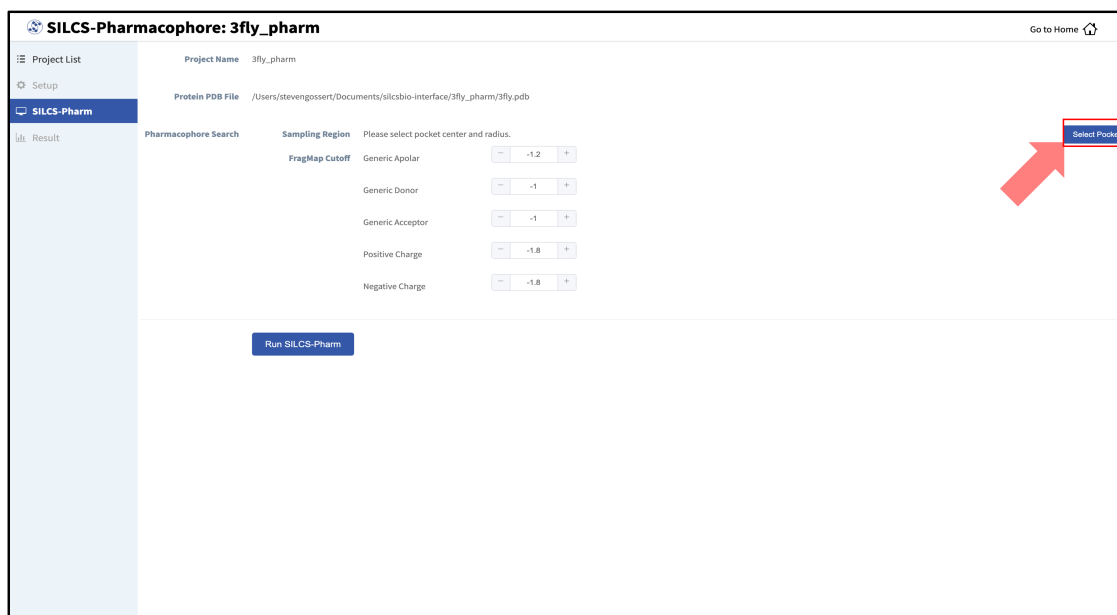 SILCS-Pharmacophore: 3fly_pharm
Go to Home
Project List
Setup
SILCS-Pharm
Result
Project Name 3fly_pharm
Protein PDB File /Users/stevengossert/Documents/silcsbio-interface/3fly_pharm/3fly.pdb
Pharmacophore Search Sampling Region Please select pocket center and radius.
Select Pocke
FragMap Cutoff Generic Apolar − -1.2 +
Generic Donor − -1 +
Generic Acceptor − -1 +
Positive Charge − -1.8 +
Negative Charge − -1.8 +
Run SILCS-Pharm